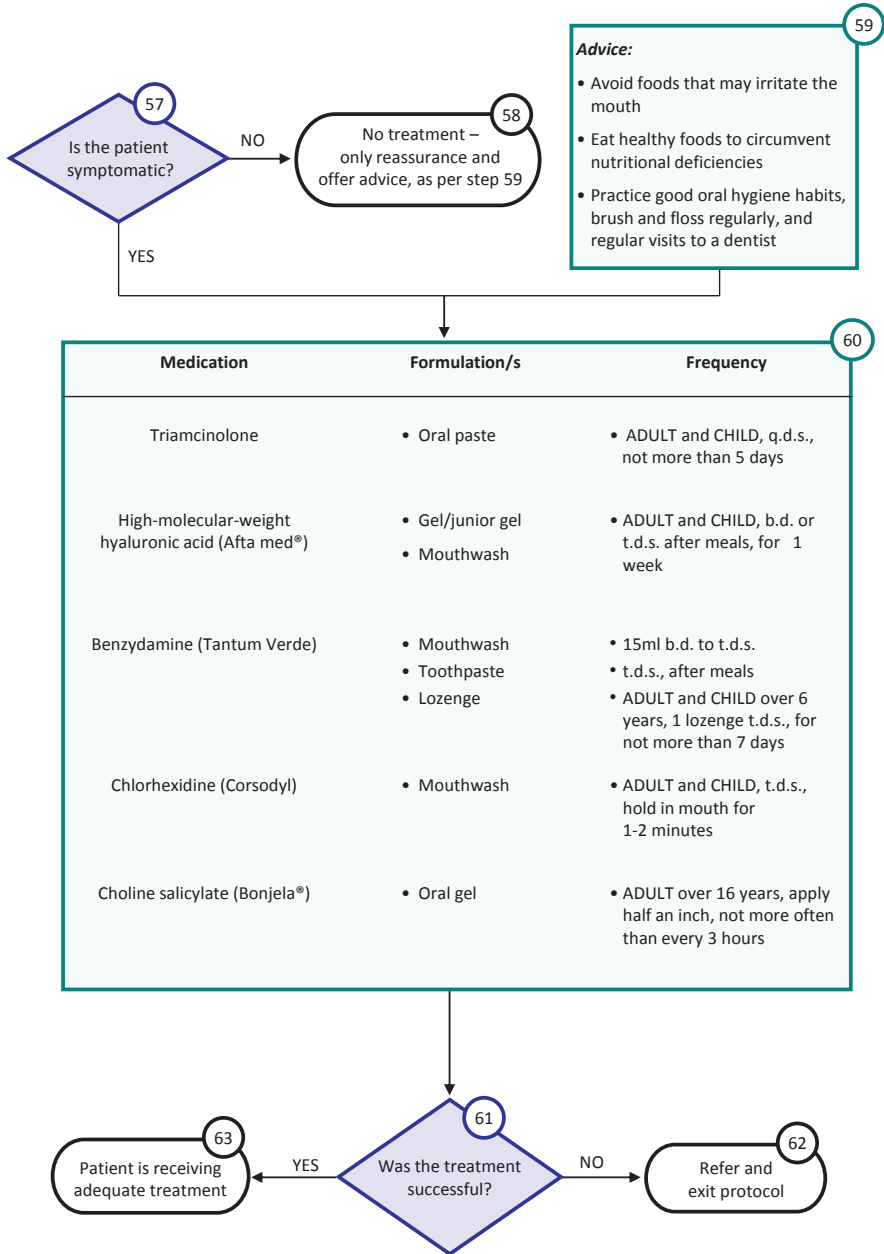 59
Advice:
• Avoid foods that may irritate the
mouth
• Eat healthy foods to circumvent
nutritional deficiencies
• Practice good oral hygiene habits,
brush and floss regularly, and
regular visits to a dentist
57
Is the patient
symptomatic?
NO
58
No treatment –
only reassurance and
offer advice, as per step 59
YES
60
Medication Formulation/s Frequency
Triamcinolone • Oral paste • ADULT and CHILD, q.d.s.,
not more than 5 days
High-molecular-weight • Gel/junior gel • ADULT and CHILD, b.d. or
hyaluronic acid (Afta med®) • Mouthwash t.d.s. after meals, for 1
week
Benzydamine (Tantum Verde) • Mouthwash • 15ml b.d. to t.d.s.
• Toothpaste • t.d.s., after meals
• Lozenge • ADULT and CHILD over 6
years, 1 lozenge t.d.s., for
not more than 7 days
Chlorhexidine (Corsodyl) • Mouthwash • ADULT and CHILD, t.d.s.,
hold in mouth for
1-2 minutes
Choline salicylate (Bonjela®) • Oral gel • ADULT over 16 years, apply
half an inch, not more often
than every 3 hours
61
Was the treatment
successful?
YES
63
Patient is receiving
adequate treatment
NO
62
Refer and
exit protocol